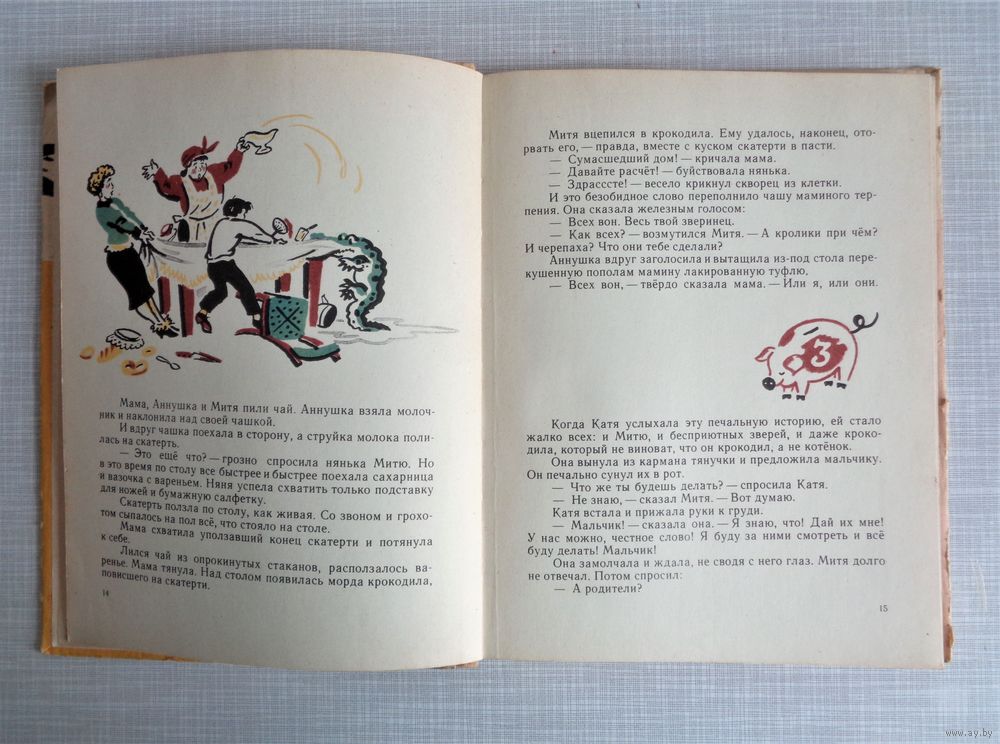 Мама, Аннушка и Митя пили чай. Аннушка взяла молоч-
ник и наклонила над своей чашкой.
И вдруг чашка поехала в сторону, а струйка молока поли-
лась на скатерть.
— Это ещё что? — грозно спросила нянька Митю. Но
в это время по столу все быстрее и быстрее поехала сахарница
и вазочка с вареньем. Няня успела схватить только подставку
для ножей и бумажную салфетку.
Скатерть ползла по столу, как живая. Со звоном и грохо-
том сыпалось на пол всё, что стояло на столе.
Мама схватила уползавший конец скатерти и потянула
к себе.
Лился чай из опрокинутых стаканов, расползалось ва-
ренье. Мама тянула. Над столом появилась морда крокодила,
повисшего на скатерти.
14
Митя вцепился в крокодила. Ему удалось, наконец, ото-
рвать его, — правда, вместе с куском скатерти в пасти.
— Сумасшедший дом! — кричала мама.
— Давайте расчёт! — буйствовала нянька.
— Здрассте! — весело крикнул скворец из клетки.
И это безобидное слово переполнило чашу маминого тер-
пения. Она сказала железным голосом:
— Всех вон. Весь твой зверинец.
— Как всех? — возмутился Митя. — А кролики при чём?
И черепаха? Что они тебе сделали?
Аннушка вдруг заголосила и вытащила из-под стола пере-
кушенную пополам мамину лакированную туфлю.
— Всех вон, — твёрдо сказала мама. — Или я, или они.
3
Когда Катя услыхала эту печальную историю, ей стало
жалко всех: и Митю, и бесприютных зверей, и даже кроко-
дила, который не виноват, что он крокодил, а не котёнок.
Она вынула из кармана тянучки и предложила мальчику.
Он печально сунул их в рот.
— Что же ты будешь делать? — спросила Катя.
— Не знаю, — сказал Митя. — Вот думаю.
Катя встала и прижала руки к груди.
— Мальчик! — сказала она. — Я знаю, что! Дай их мне!
У нас можно, честное слово! Я буду за ними смотреть и всё
буду делать! Мальчик!
Она замолчала и ждала, не сводя с него глаз. Митя долго
не отвечал. Потом спросил:
— А родители?
15
www.ay.by